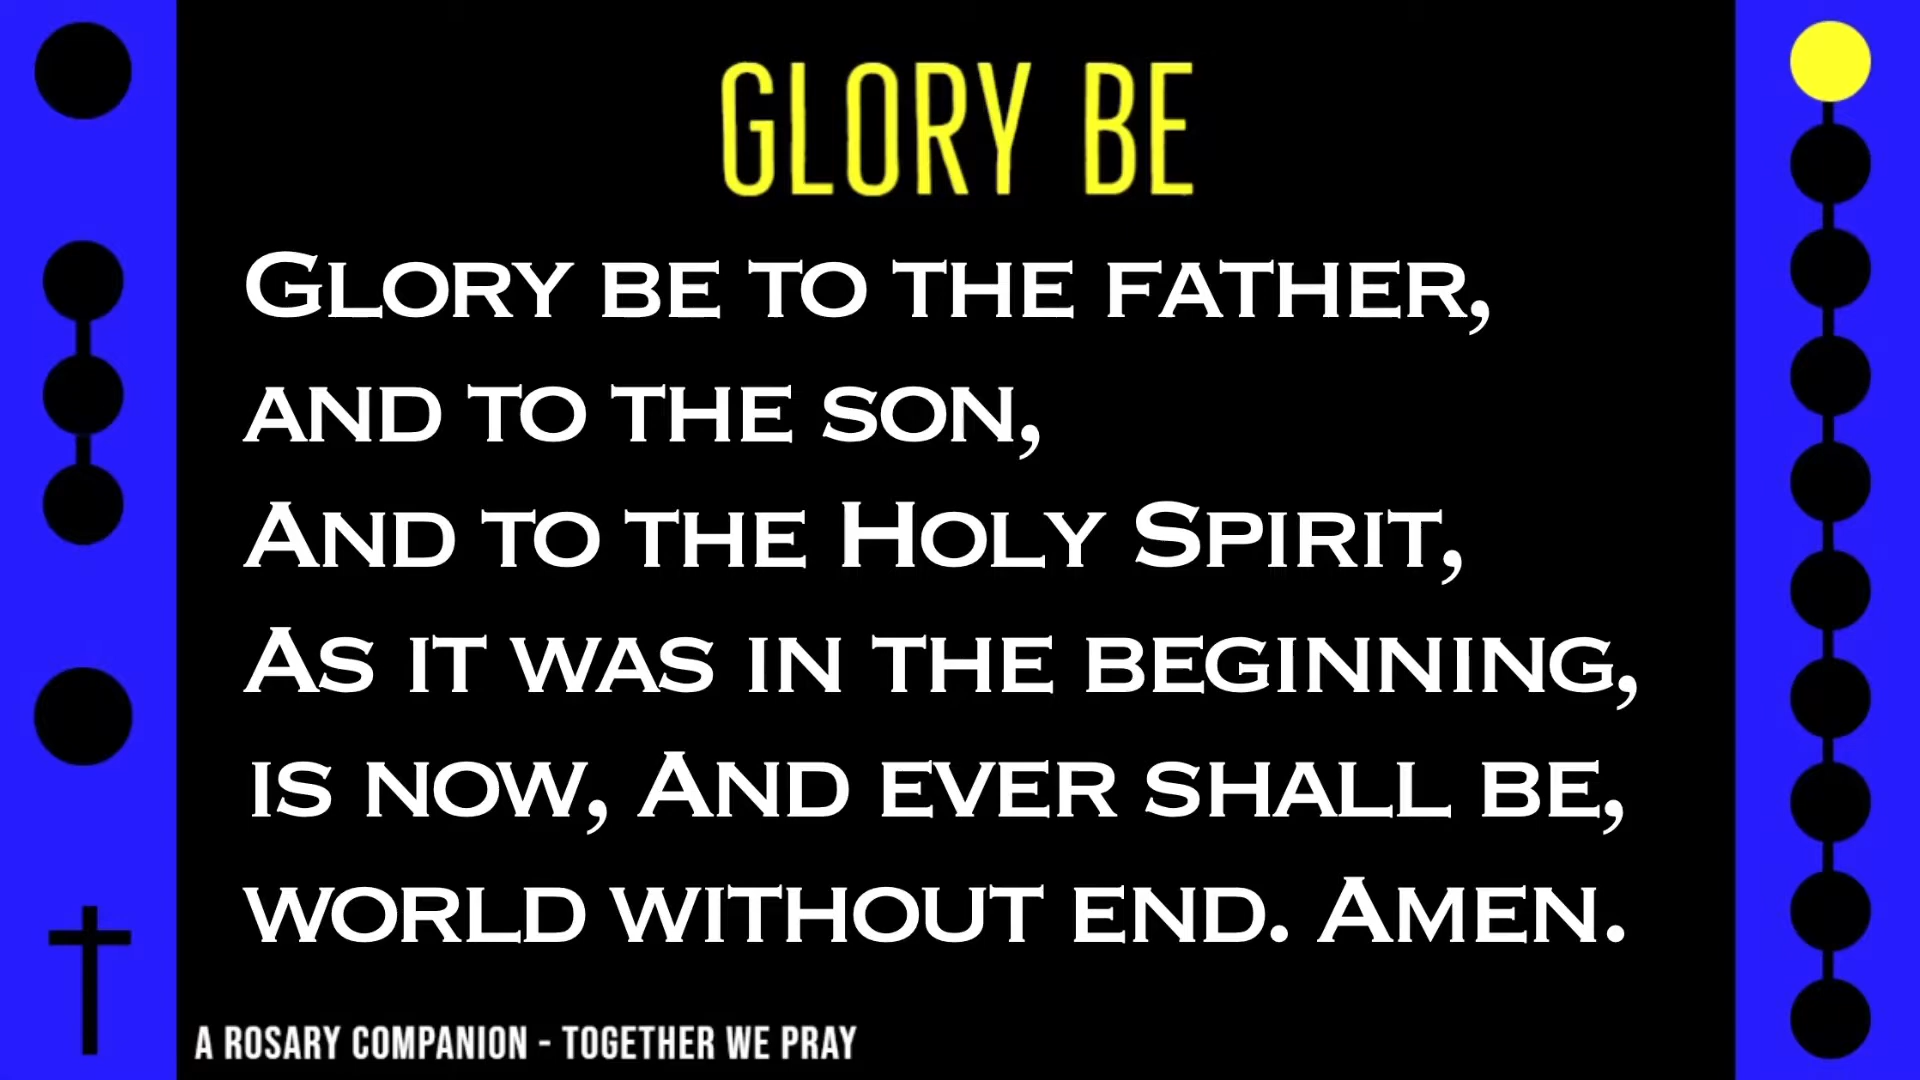 GLORY BE
Glory be to the father,
and to the son,
And to the Holy Spirit,
As it was in the beginning,
is now, And ever shall be,
world without end. Amen.
A ROSARY COMPANION - TOGETHER WE PRAY